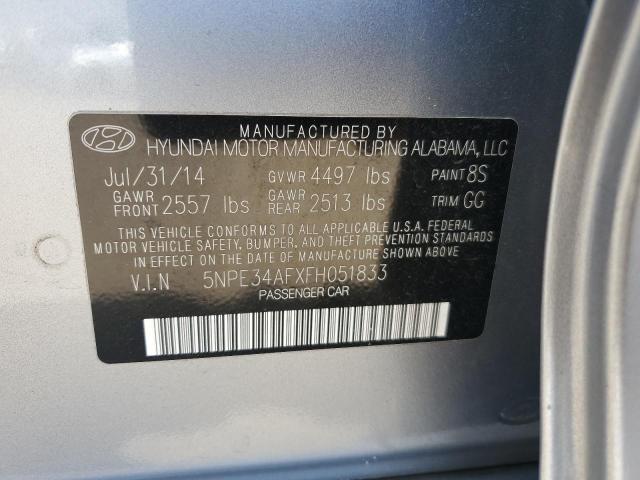 MANUFACTURED BY
HYUNDAI MOTOR MANUFACTURING ALABAMA, LLC
Jul/31/14 GVWR 4497 lbs PAINT 8S
GAWR FRONT 2557 lbs GAWR REAR 2513 lbs TRIM GG
THIS VEHICLE CONFORMS TO ALL APPLICABLE U.S.A. FEDERAL
MOTOR VEHICLE SAFETY, BUMPER, AND THEFT PREVENTION
STANDARDS IN EFFECT ON THE DATE OF MANUFACTURE SHOWN ABOVE.
V.I.N 5NPE34AFXFH051833
PASSENGER CAR